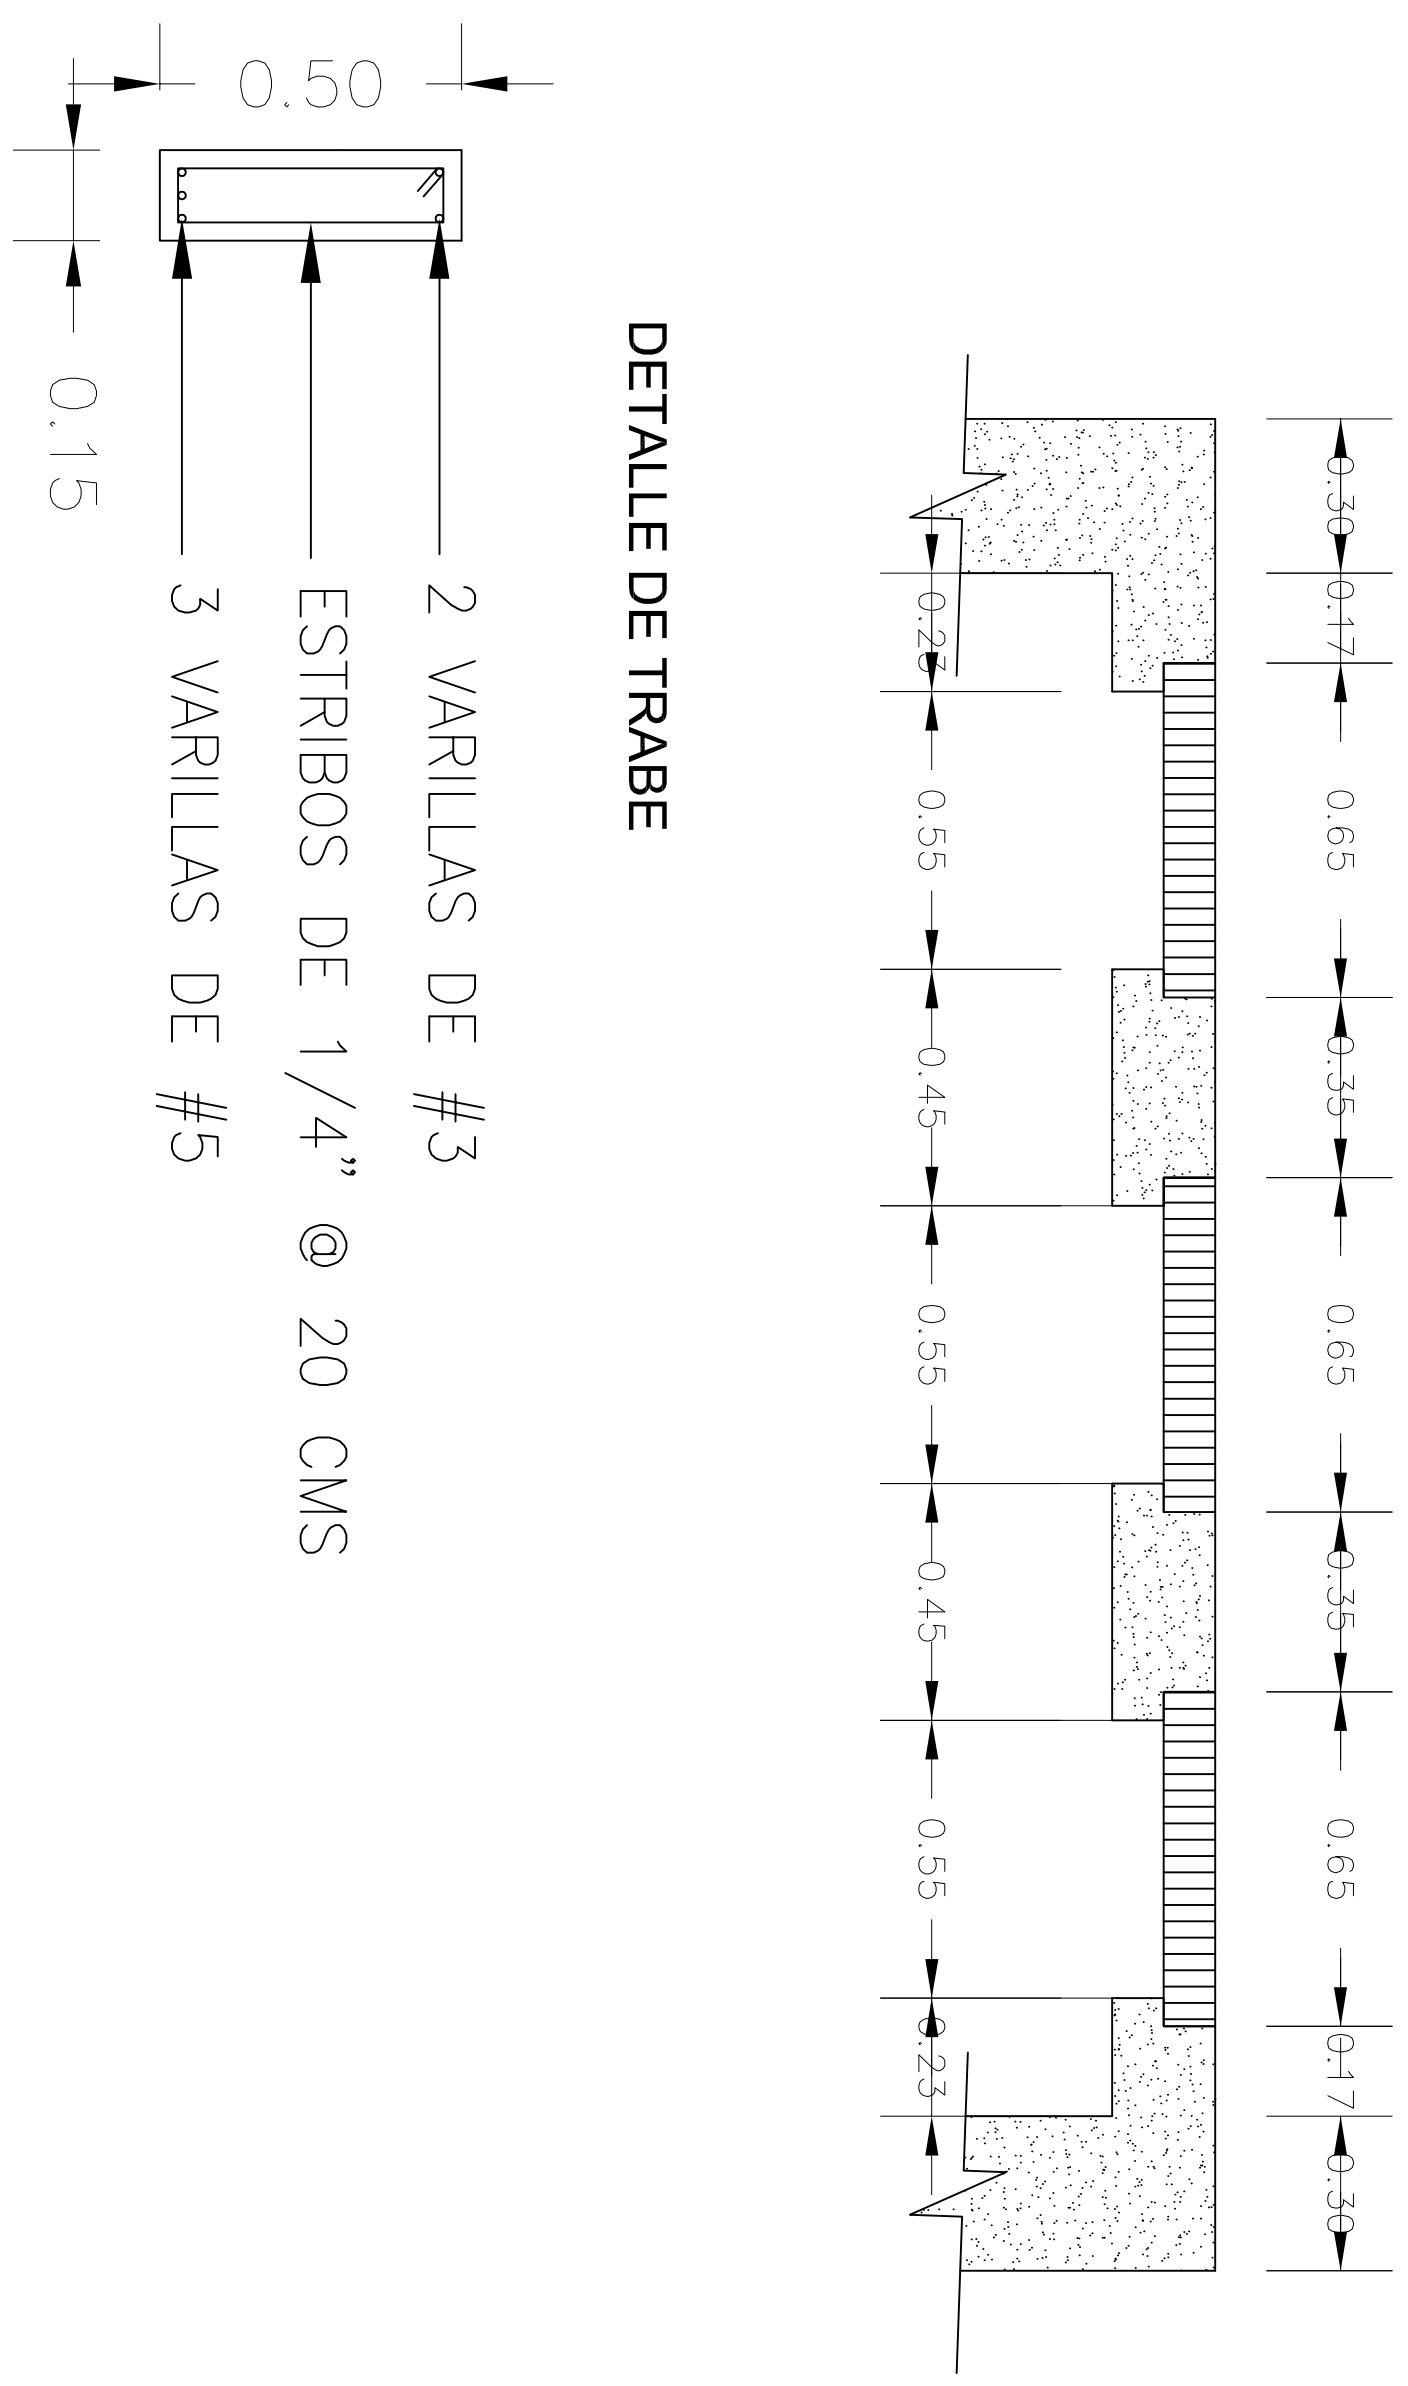 0.30 0.17 0.65 0.35 0.65 0.35 0.65 0.17 0.30
0.23 0.55 0.45 0.55 0.45 0.55 0.23
DETALLE DE TRABE
0.50
2 VARILLAS DE #3
ESTRIBOS DE 1/4” @ 20 CMS
3 VARILLAS DE #5
0.15